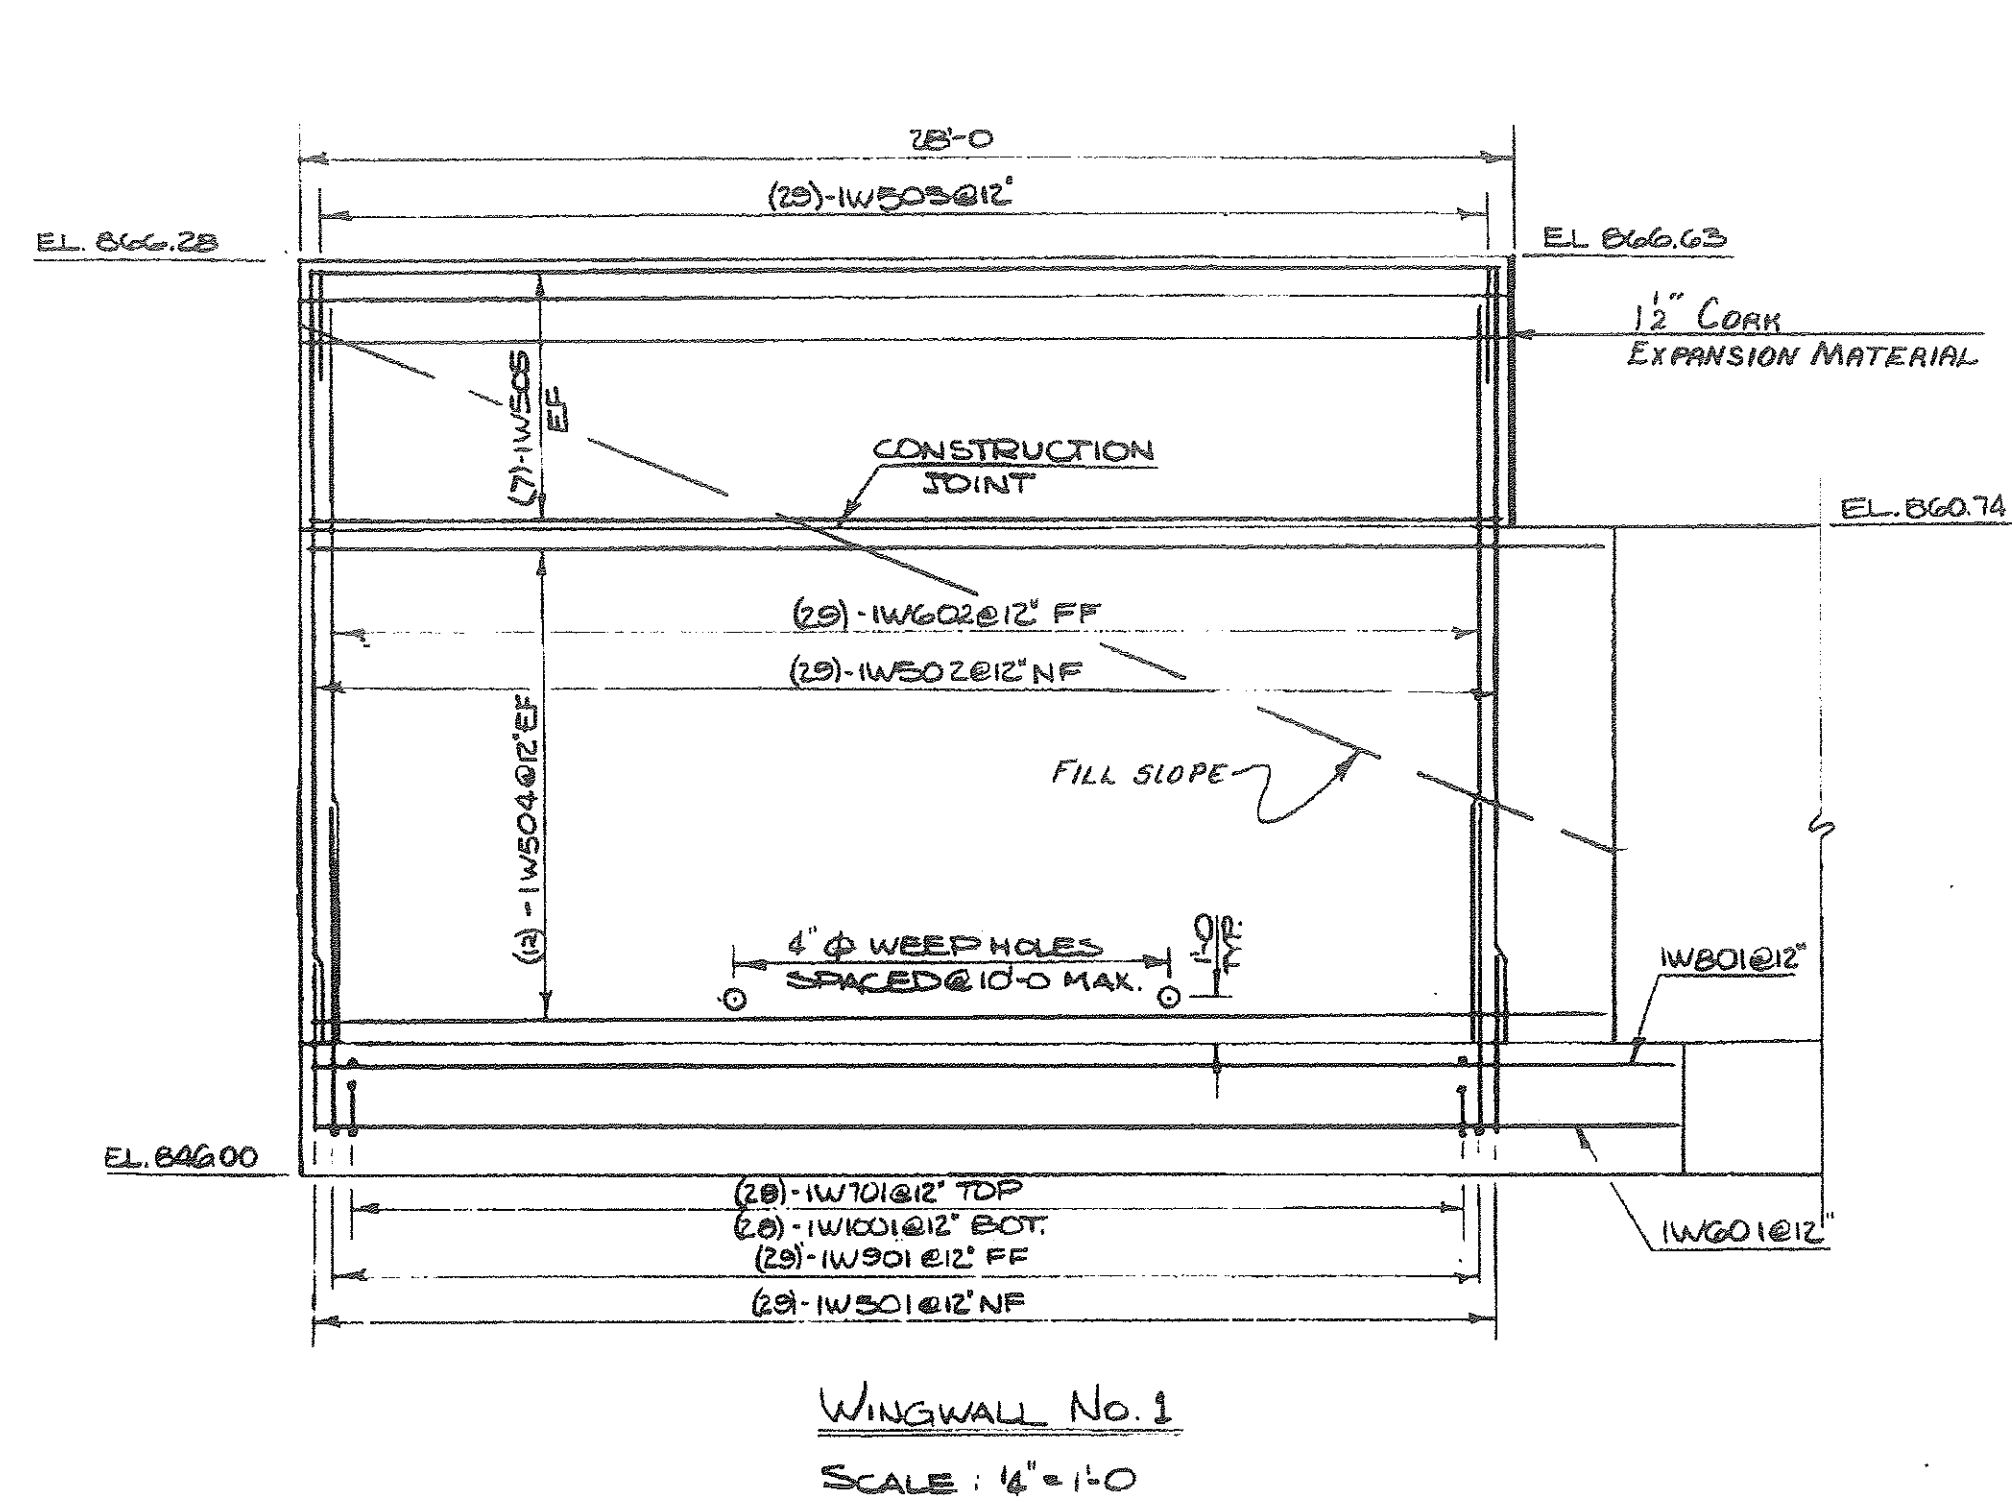 28'-0
(29)-1W503@12"
EL. 866.28
EL 866.63
1 1/2" CORK
EXPANSION MATERIAL
(7)-1W505
EF
CONSTRUCTION
JOINT
EL. 860.74
(29)-1W602@12" FF
(29)-1W502@12" NF
(12)-1W504@12" EF
FILL SLOPE
4" Φ WEEP HOLES
SPACED @ 10'-0 MAX.
1'-0
TYP.
1W801@12"
EL. 846.00
(28)-1W701@12" TOP
(28)-1W1001@12" BOT.
(29)-1W901@12" FF
(29)-1W501@12" NF
1W601@12"
WINGWALL NO. 1
SCALE : 1/4" = 1'-0